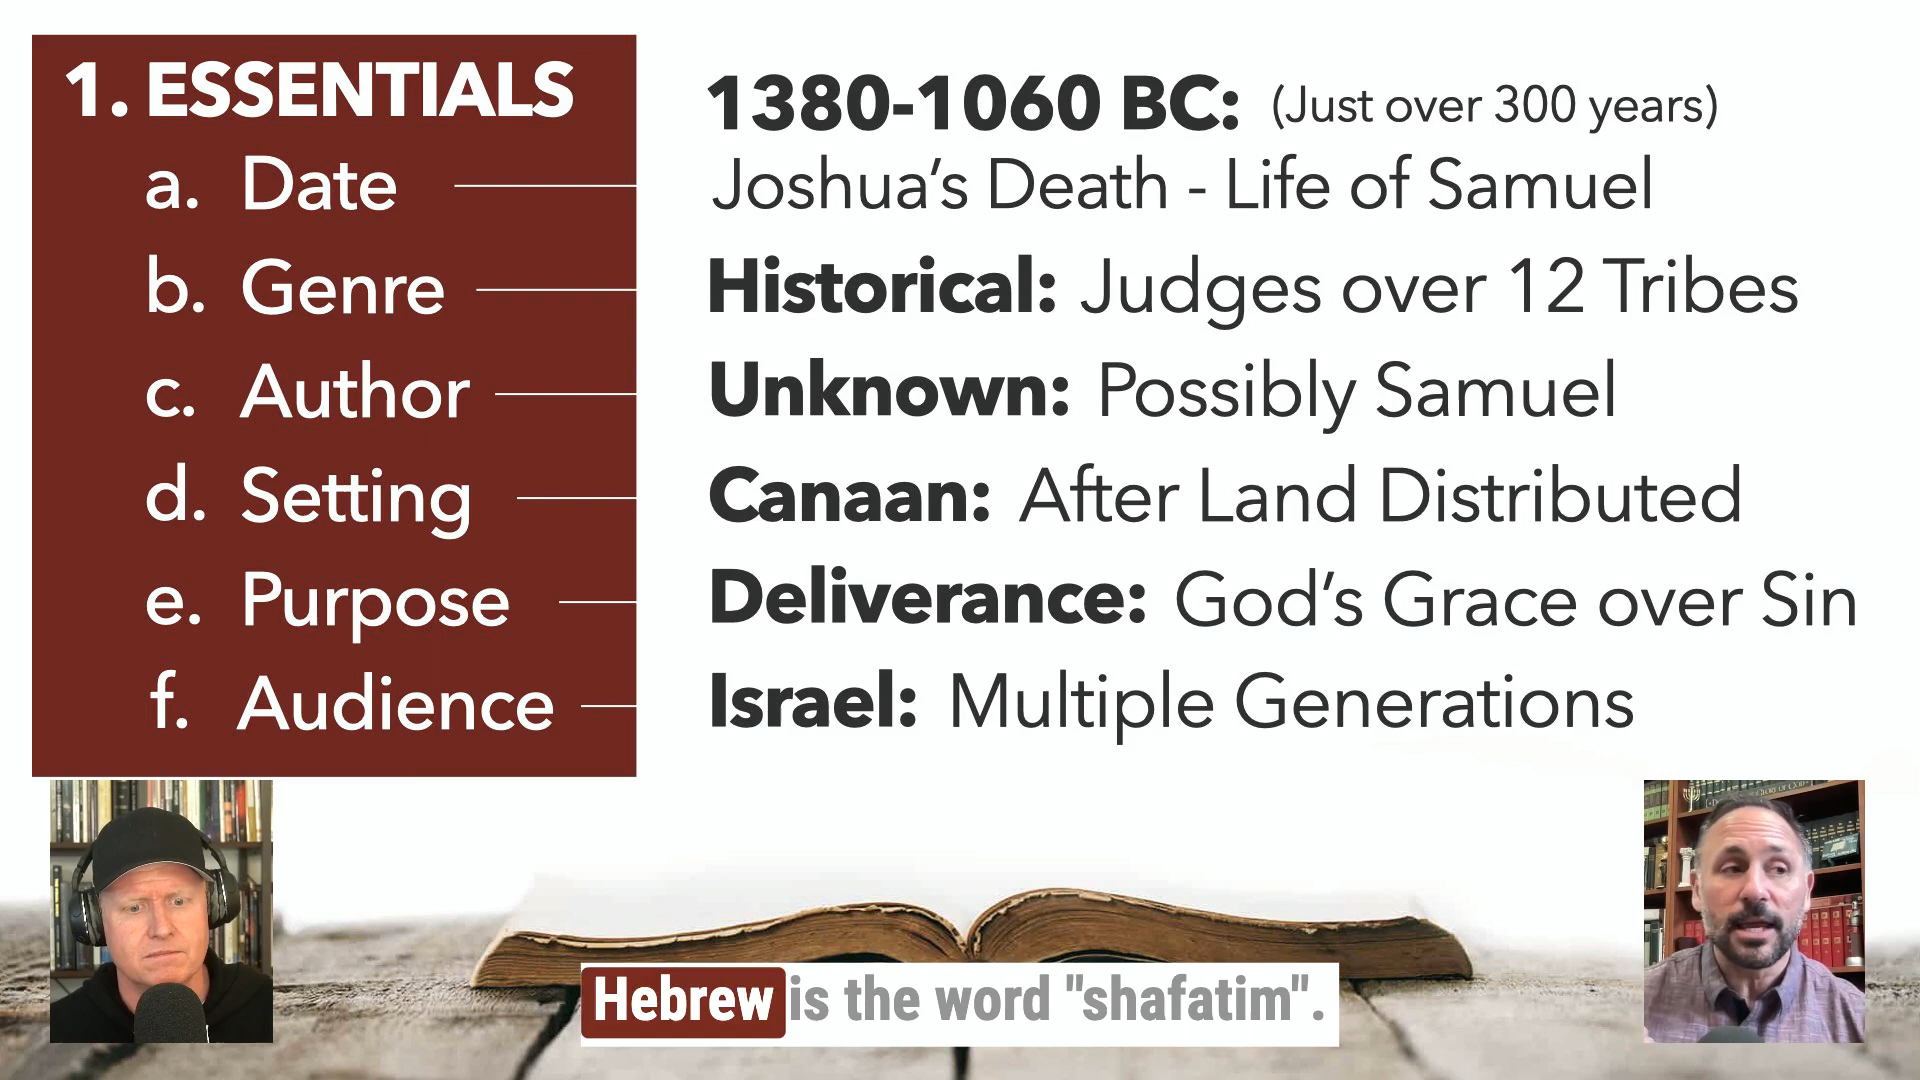 1. ESSENTIALS
a. Date
b. Genre
c. Author
d. Setting
e. Purpose
f. Audience
1380-1060 BC: (Just over 300 years)
Joshua’s Death - Life of Samuel
Historical: Judges over 12 Tribes
Unknown: Possibly Samuel
Canaan: After Land Distributed
Deliverance: God’s Grace over Sin
Israel: Multiple Generations
Hebrew is the word "shafatim".